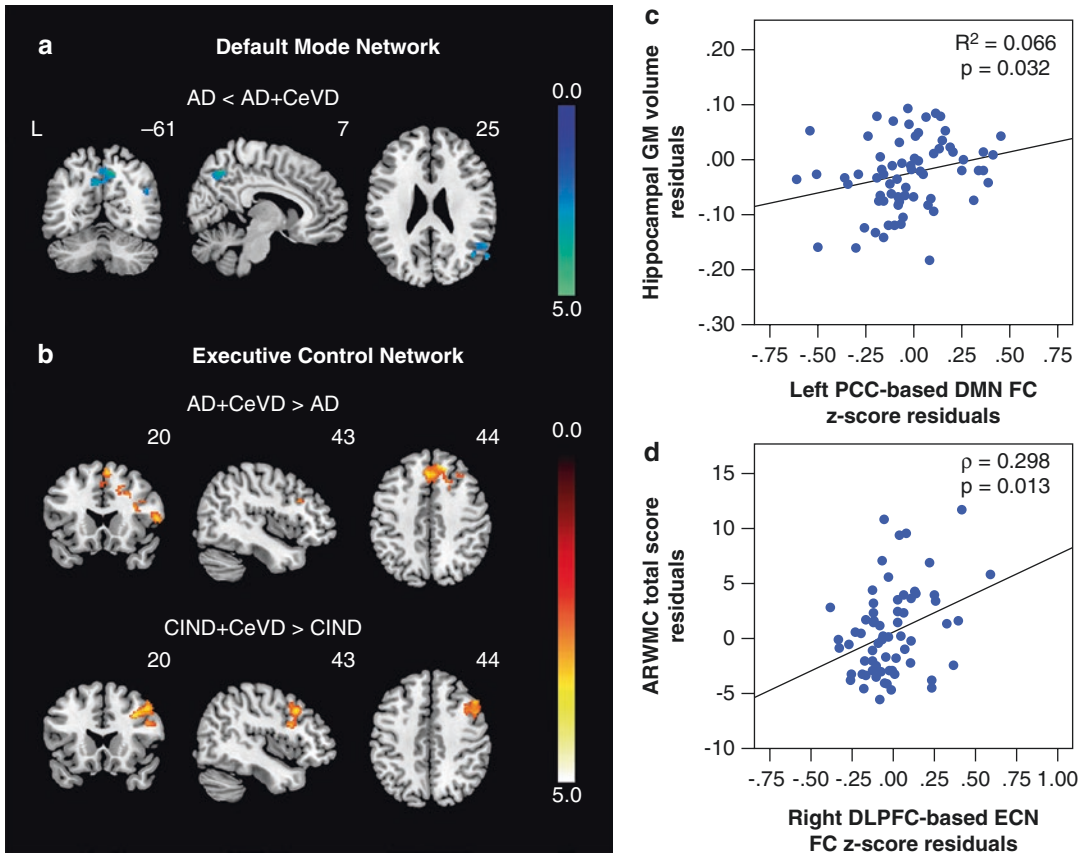 a
Default Mode Network
AD < AD+CeVD
L
–61
7
25
0.0
5.0
b
Executive Control Network
AD+CeVD > AD
20
43
44
0.0
CIND+CeVD > CIND
20
43
44
5.0
c
R² = 0.066
p = 0.032
Hippocampal GM volume
residuals
.20
.10
.00
-.10
-.20
-.30
-.75 -.50 -.25 .00 .25 .50 .75
Left PCC-based DMN FC
z-score residuals
d
ρ = 0.298
p = 0.013
ARWMC total score
residuals
15
10
5
0
-5
-10
-.75 -.50 -.25 .00 .25 .50 .75 1.00
Right DLPFC-based ECN
FC z-score residuals